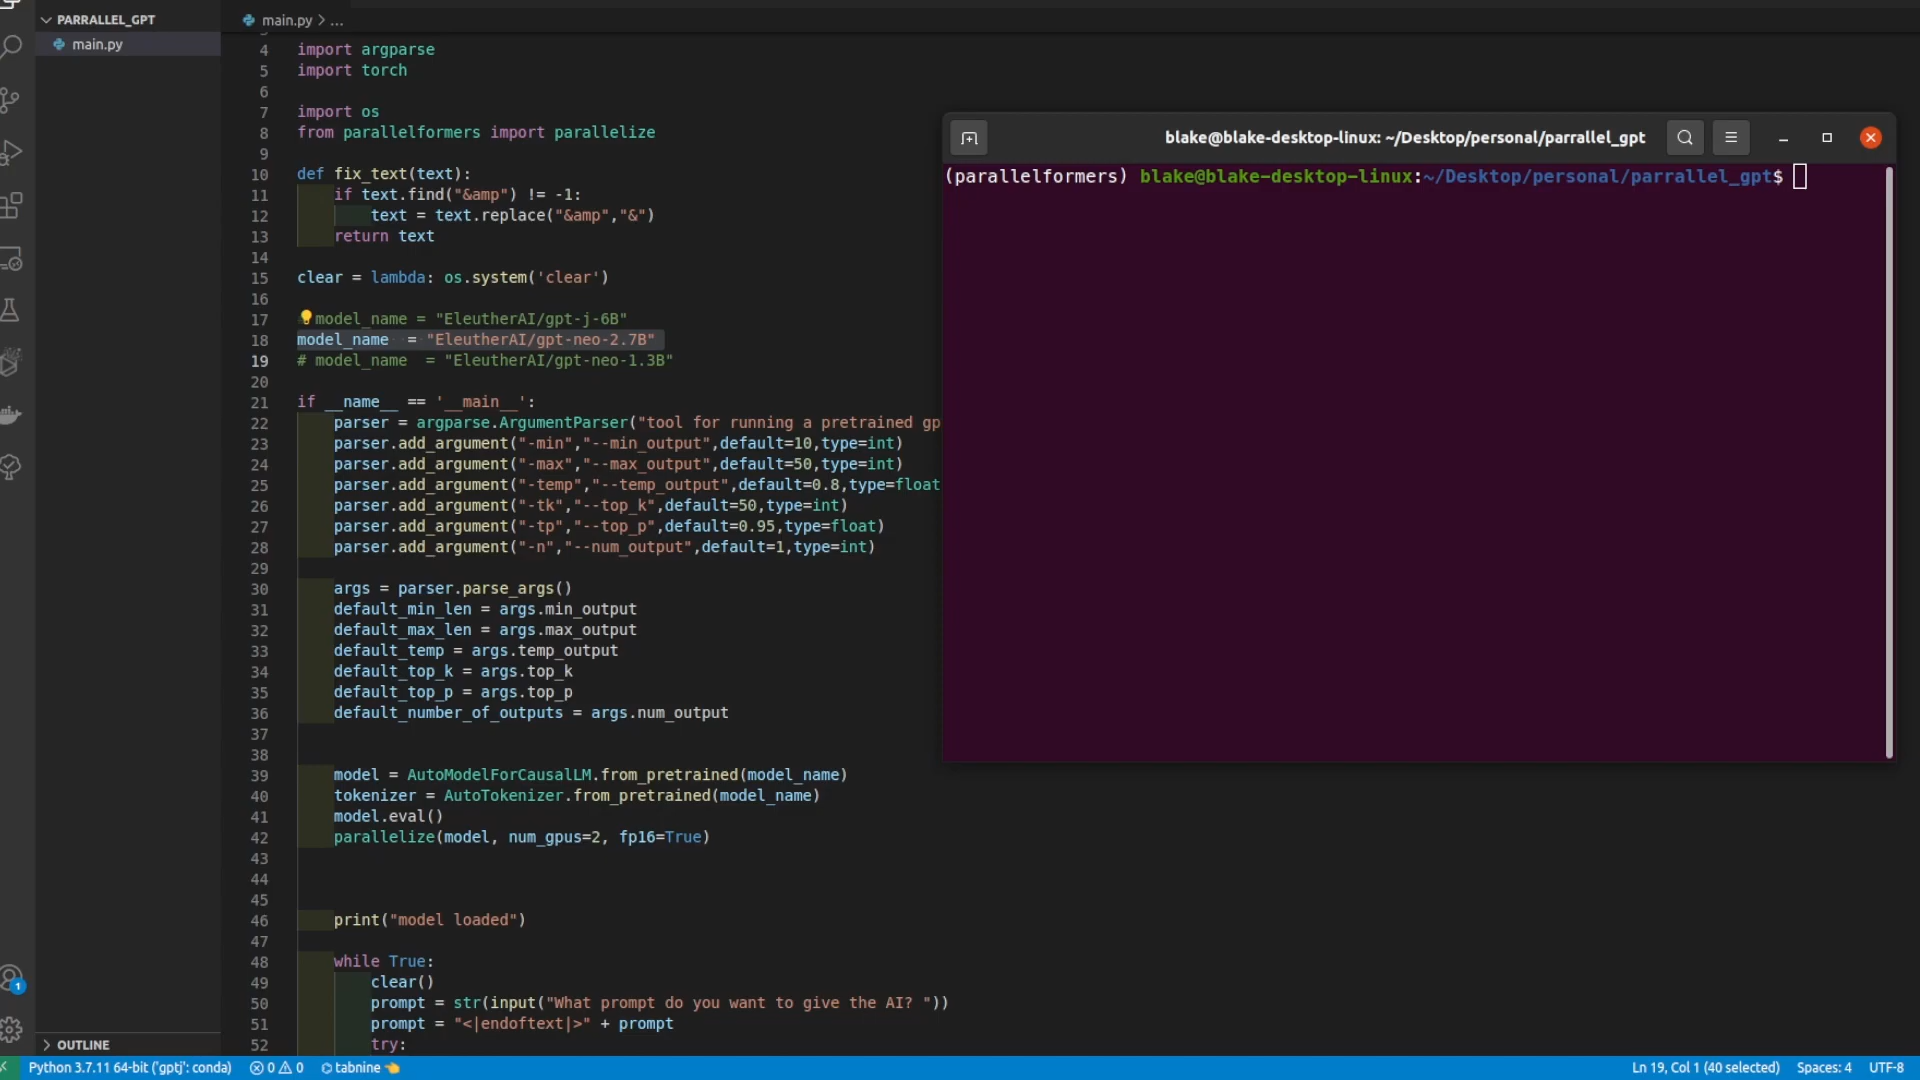 PARRALLEL_GPT
main.py
main.py > ...
4 import argparse
5 import torch
6
7 import os
8 from parallelformers import parallelize
9
10 def fix_text(text):
11 if text.find("&amp") != -1:
12 text = text.replace("&amp","&")
13 return text
14
15 clear = lambda: os.system('clear')
16
17 model_name = "EleutherAI/gpt-j-6B"
18 model_name = "EleutherAI/gpt-neo-2.7B"
19 # model_name = "EleutherAI/gpt-neo-1.3B"
20
21 if __name__ == '__main__':
22 parser = argparse.ArgumentParser("tool for running a pretrained gp
23 parser.add_argument("-min","--min_output",default=10,type=int)
24 parser.add_argument("-max","--max_output",default=50,type=int)
25 parser.add_argument("-temp","--temp_output",default=0.8,type=float
26 parser.add_argument("-tk","--top_k",default=50,type=int)
27 parser.add_argument("-tp","--top_p",default=0.95,type=float)
28 parser.add_argument("-n","--num_output",default=1,type=int)
29
30 args = parser.parse_args()
31 default_min_len = args.min_output
32 default_max_len = args.max_output
33 default_temp = args.temp_output
34 default_top_k = args.top_k
35 default_top_p = args.top_p
36 default_number_of_outputs = args.num_output
37
38
39 model = AutoModelForCausalLM.from_pretrained(model_name)
40 tokenizer = AutoTokenizer.from_pretrained(model_name)
41 model.eval()
42 parallelize(model, num_gpus=2, fp16=True)
43
44
45
46 print("model loaded")
47
48 while True:
49 clear()
50 prompt = str(input("What prompt do you want to give the AI? "))
51 prompt = "<|endoftext|>" + prompt
52 try:
blake@blake-desktop-linux: ~/Desktop/personal/parrallel_gpt
(parallelformers) blake@blake-desktop-linux:~/Desktop/personal/parrallel_gpt$
1
OUTLINE
Python 3.7.11 64-bit ('gptj': conda) 0 0 tabnine Ln 19, Col 1 (40 selected) Spaces: 4 UTF-8